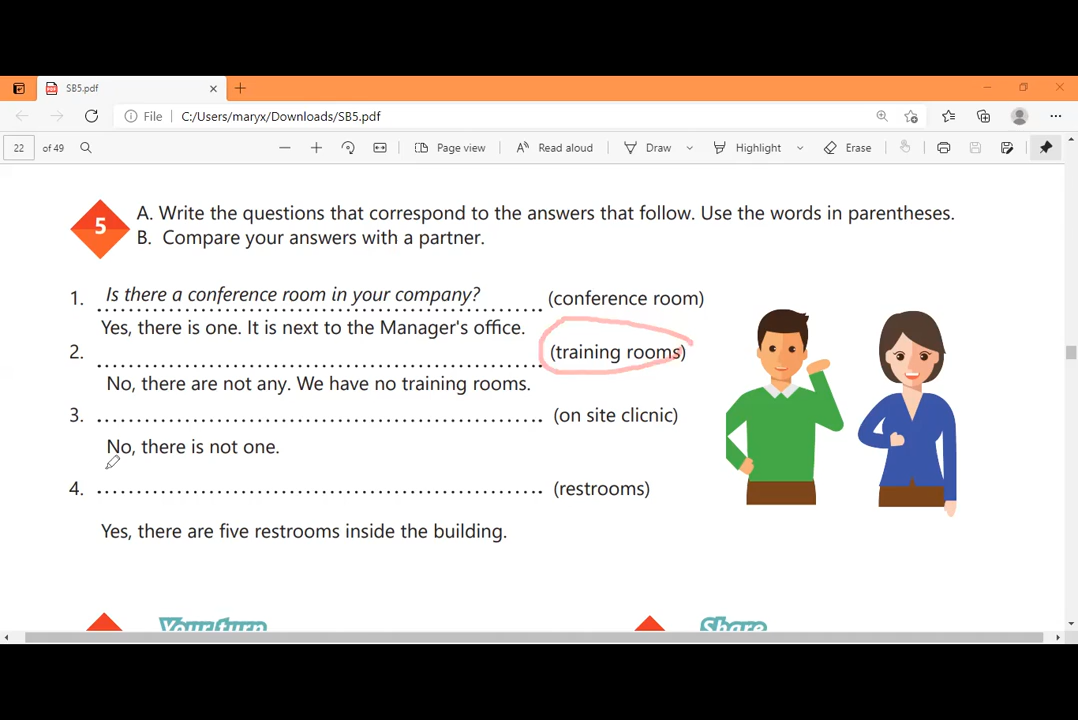 SB5.pdf
File C:/Users/maryx/Downloads/SB5.pdf
22 of 49 Page view Read aloud Draw Highlight Erase
5
A. Write the questions that correspond to the answers that follow. Use the words in parentheses.
B. Compare your answers with a partner.
1. Is there a conference room in your company? (conference room)
Yes, there is one. It is next to the Manager's office.
2. (training rooms)
No, there are not any. We have no training rooms.
3. (on site clicnic)
No, there is not one.
4. (restrooms)
Yes, there are five restrooms inside the building.
Your turn Share